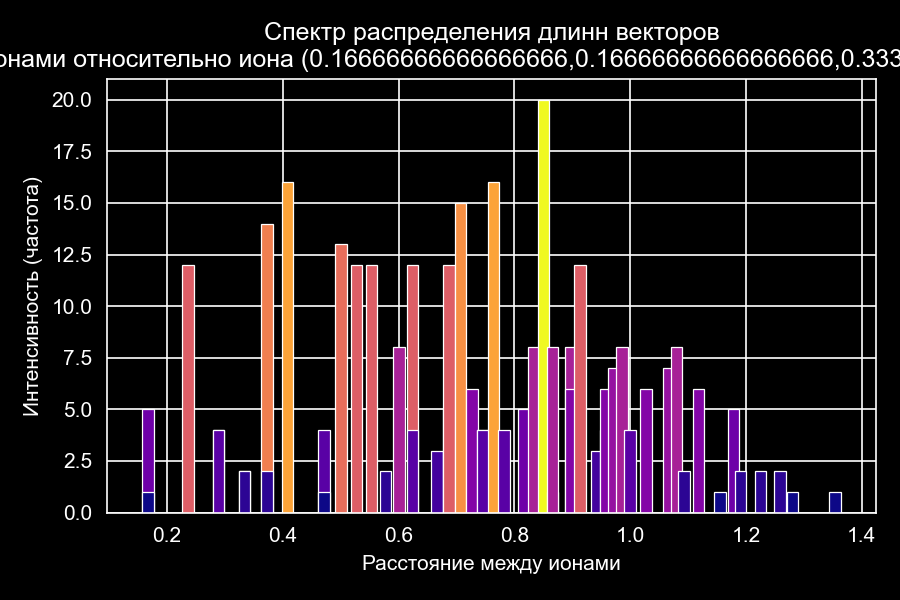 Спектр распределения длинн векторов
онами относительно иона (0.16666666666666666,0.16666666666666666,0.333
Интенсивность (частота)
20.0
17.5
15.0
12.5
10.0
7.5
5.0
2.5
0.0
0.2 0.4 0.6 0.8 1.0 1.2 1.4
Расстояние между ионами